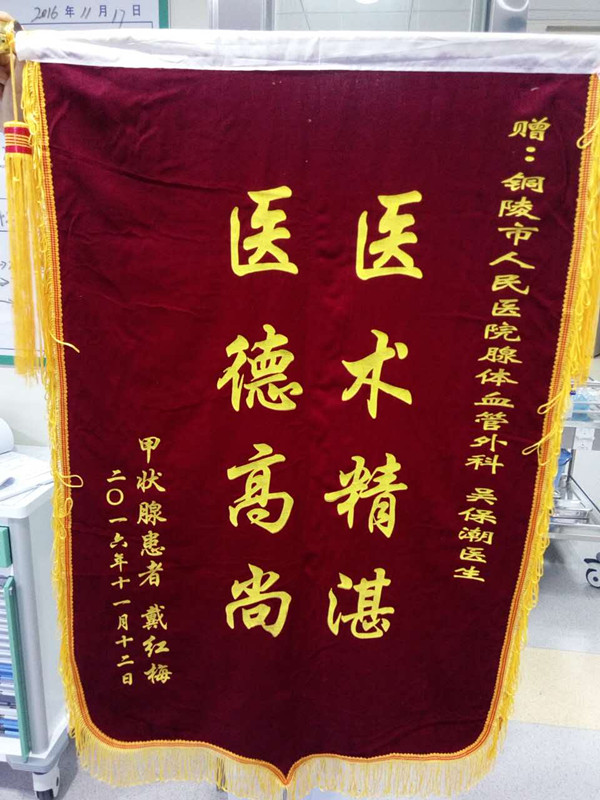 2016年11月17日
赠：铜陵市人民医院腺体血管外科 吴保潮医生
医术精湛
医德高尚
甲状腺患者 戴红梅
二〇一六年十一月十二日